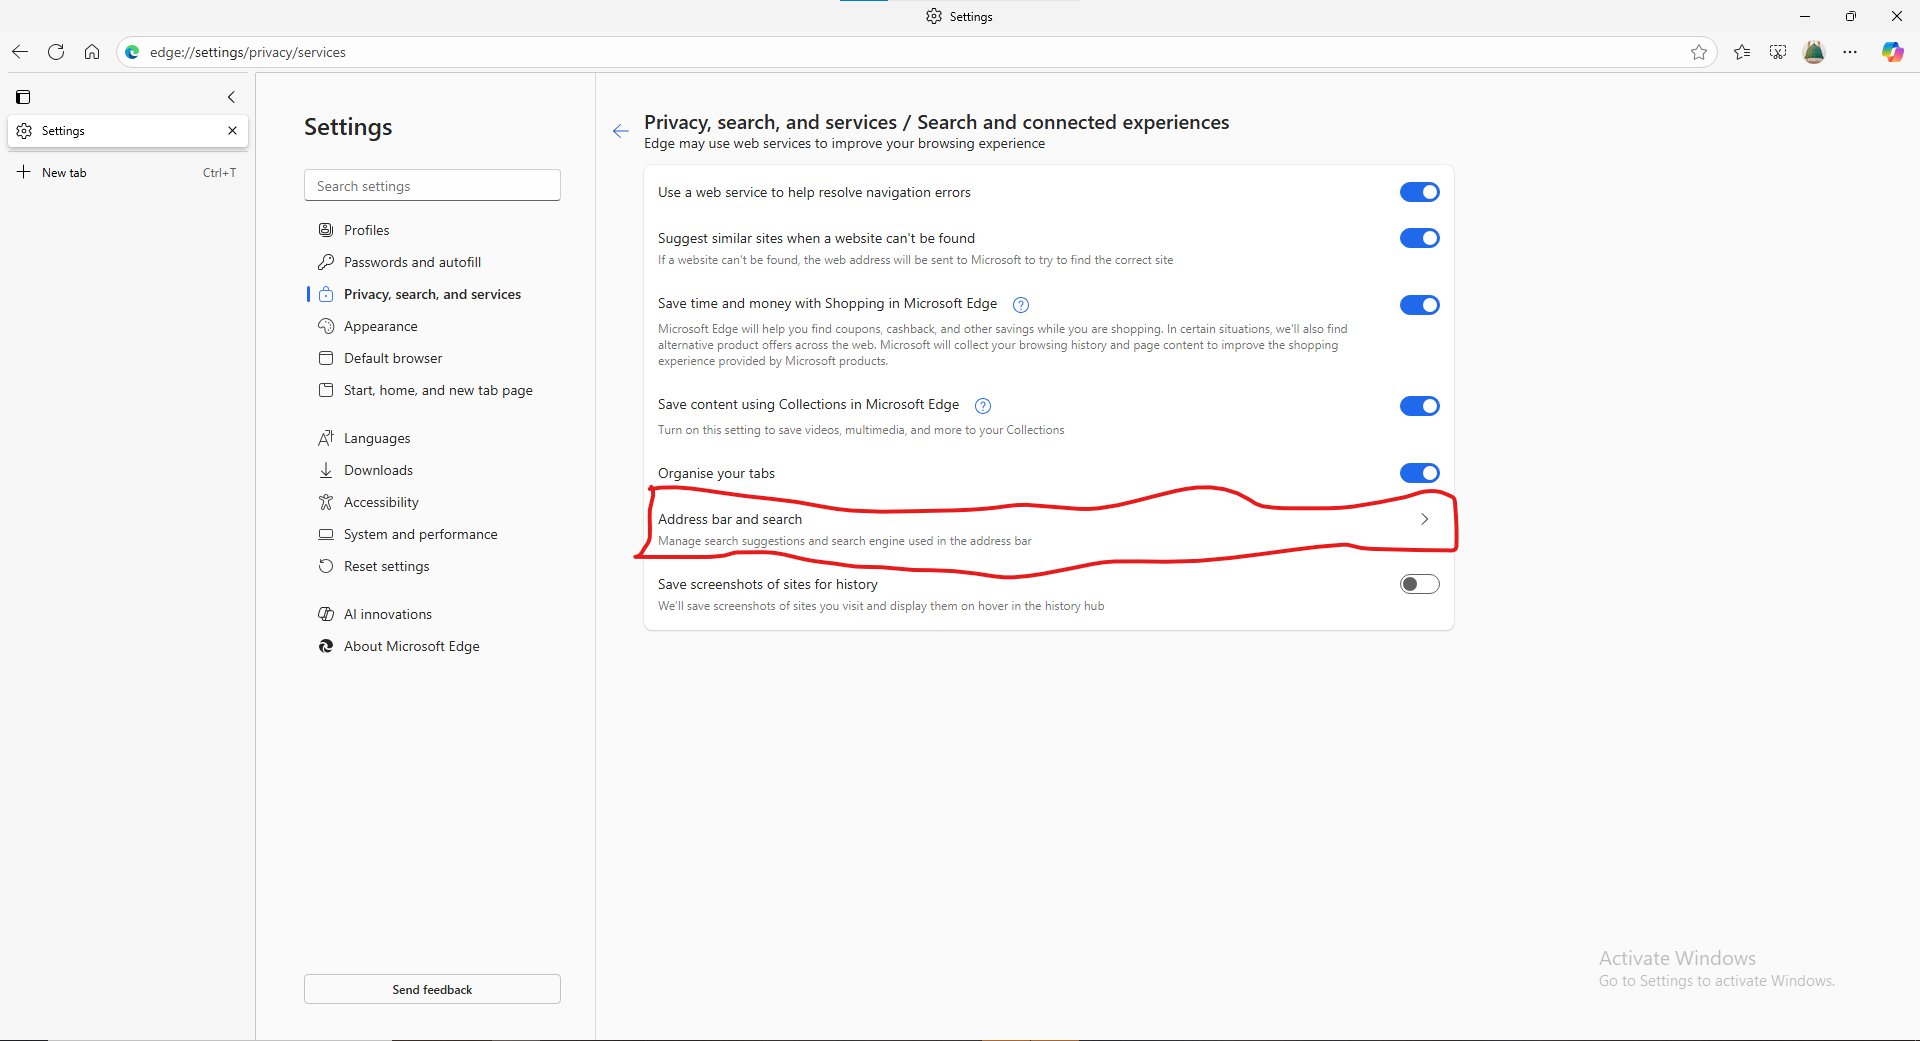 Settings
edge://settings/privacy/services
Settings
New tab
Ctrl+T
Settings
Search settings
Profiles
Passwords and autofill
Privacy, search, and services
Appearance
Default browser
Start, home, and new tab page
Languages
Downloads
Accessibility
System and performance
Reset settings
AI innovations
About Microsoft Edge
Send feedback
Privacy, search, and services / Search and connected experiences
Edge may use web services to improve your browsing experience
Use a web service to help resolve navigation errors
Suggest similar sites when a website can't be found
If a website can't be found, the web address will be sent to Microsoft to try to find the correct site
Save time and money with Shopping in Microsoft Edge
Microsoft Edge will help you find coupons, cashback, and other savings while you are shopping. In certain situations, we'll also find
alternative product offers across the web. Microsoft will collect your browsing history and page content to improve the shopping
experience provided by Microsoft products.
Save content using Collections in Microsoft Edge
Turn on this setting to save videos, multimedia, and more to your Collections
Organise your tabs
Address bar and search
Manage search suggestions and search engine used in the address bar
Save screenshots of sites for history
We'll save screenshots of sites you visit and display them on hover in the history hub
Activate Windows
Go to Settings to activate Windows.